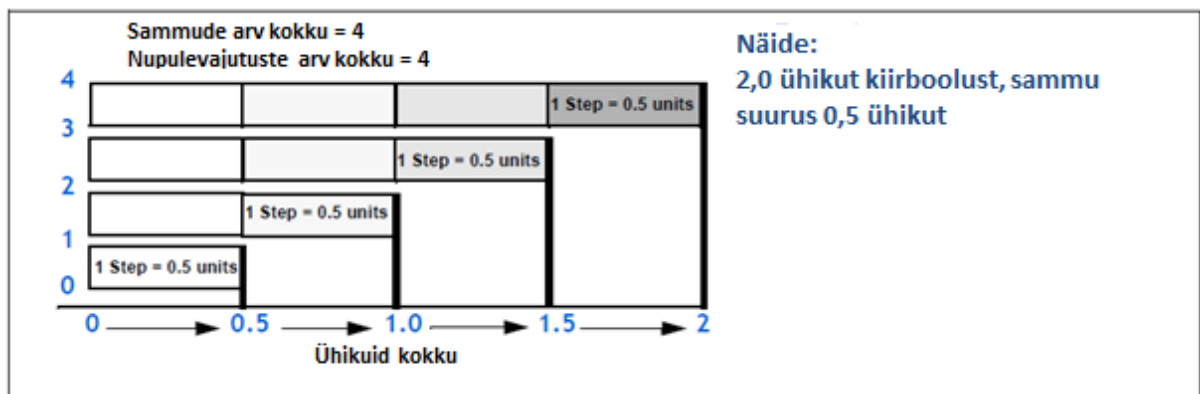 Sammude arv kokku = 4
Nupulevajutuste arv kokku = 4
Näide:
2,0 ühikut kiirboolust, sammu
suurus 0,5 ühikut
4
1 Step = 0.5 units
3
1 Step = 0.5 units
2
1 Step = 0.5 units
1
1 Step = 0.5 units
0
0 0.5 1.0 1.5 2
Ühikuid kokku